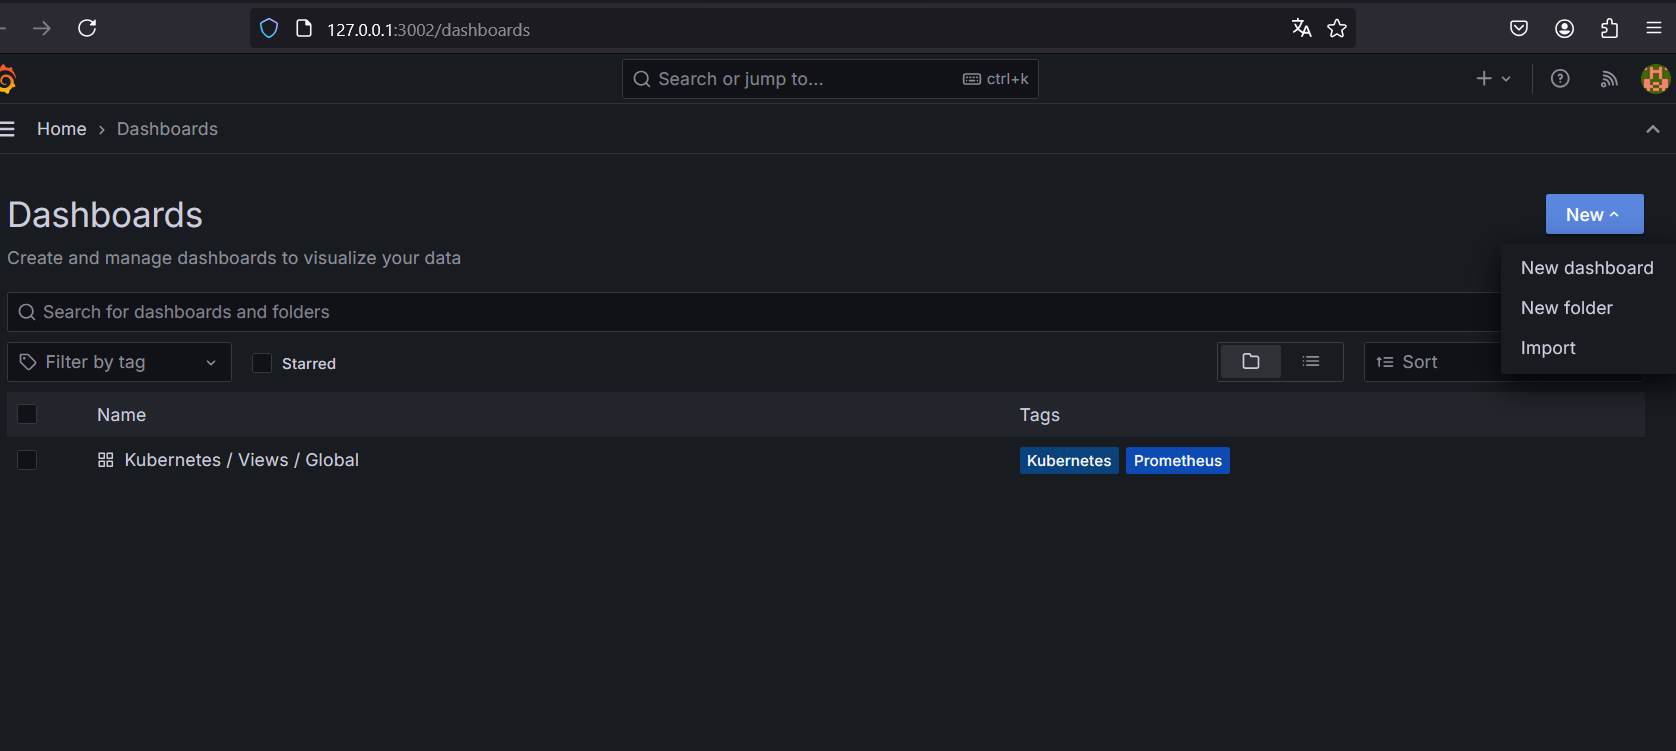 127.0.0.1:3002/dashboards
Search or jump to... ctrl+k
Home › Dashboards
Dashboards
New
Create and manage dashboards to visualize your data
New dashboard
New folder
Import
Search for dashboards and folders
Filter by tag
Starred
Sort
Name Tags
Kubernetes / Views / Global Kubernetes Prometheus